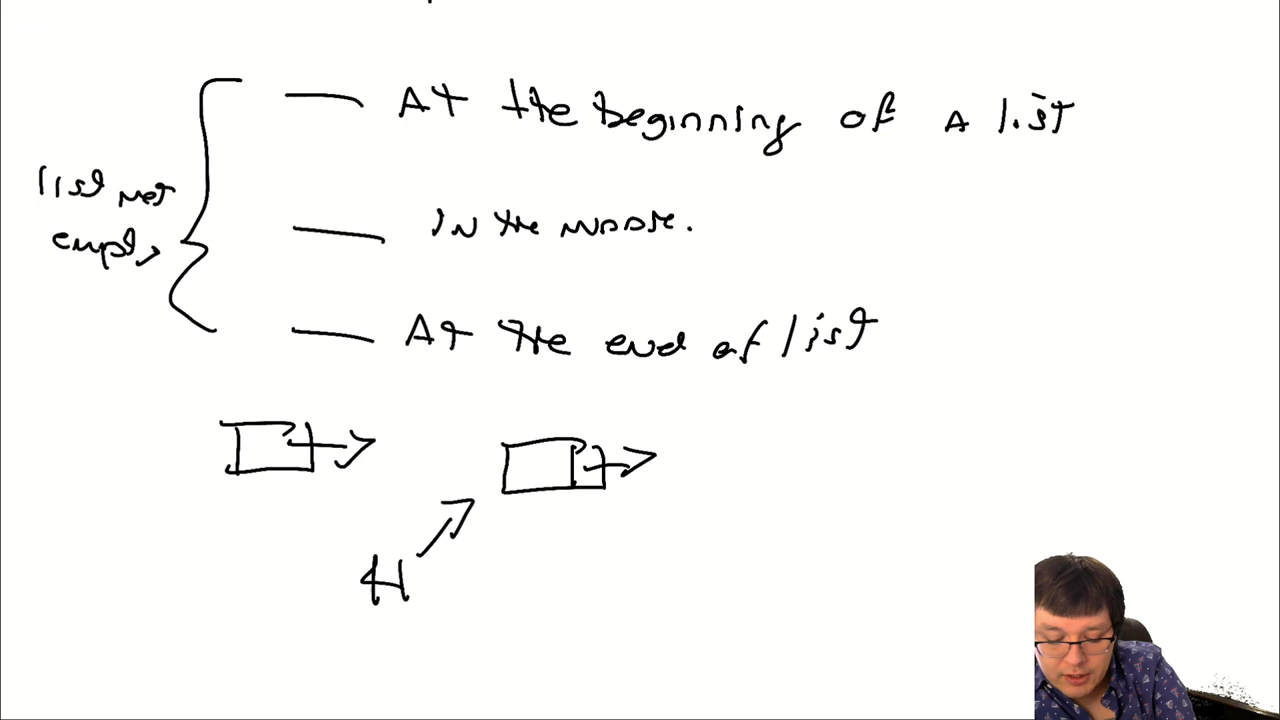 At the beginning of a list
list not
empty
in the middle.
At the end of list
H